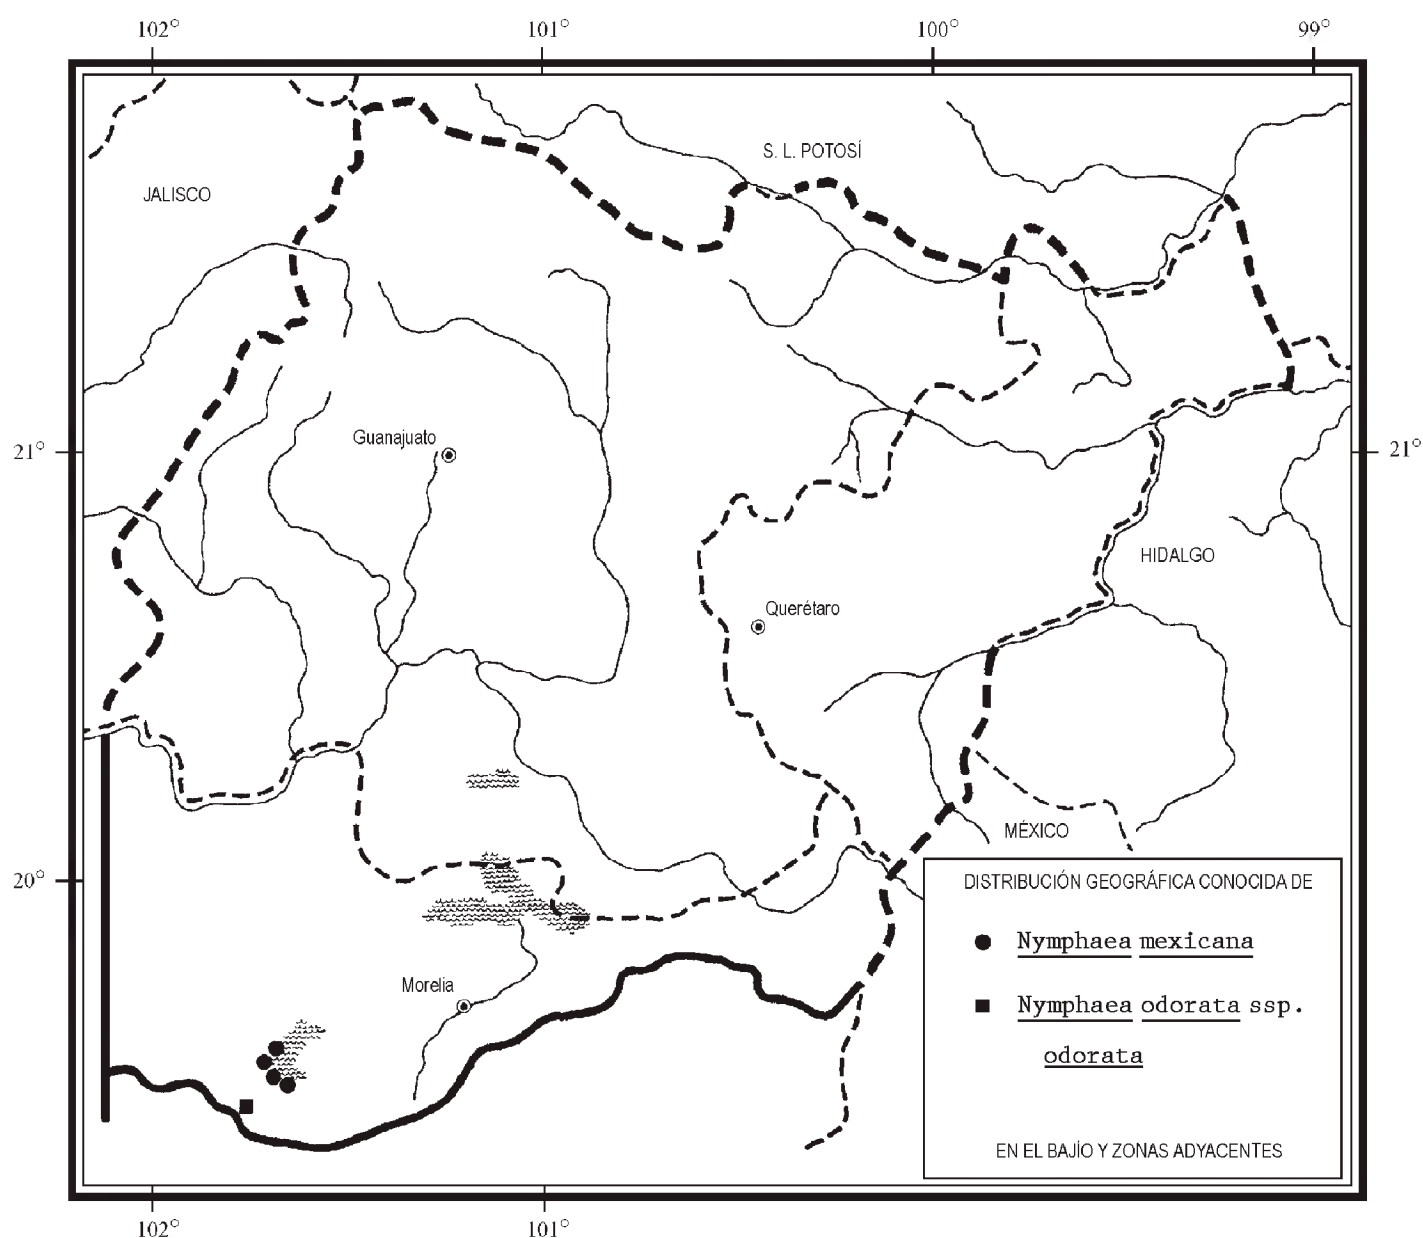 102°
101°
100°
99°
S. L. POTOSÍ
JALISCO
Guanajuato
21°
21°
HIDALGO
Querétaro
MÉXICO
20°
DISTRIBUCIÓN GEOGRÁFICA CONOCIDA DE
Nymphaea mexicana
Morelia
Nymphaea odorata ssp.
odorata
EN EL BAJÍO Y ZONAS ADYACENTES
102°
101°